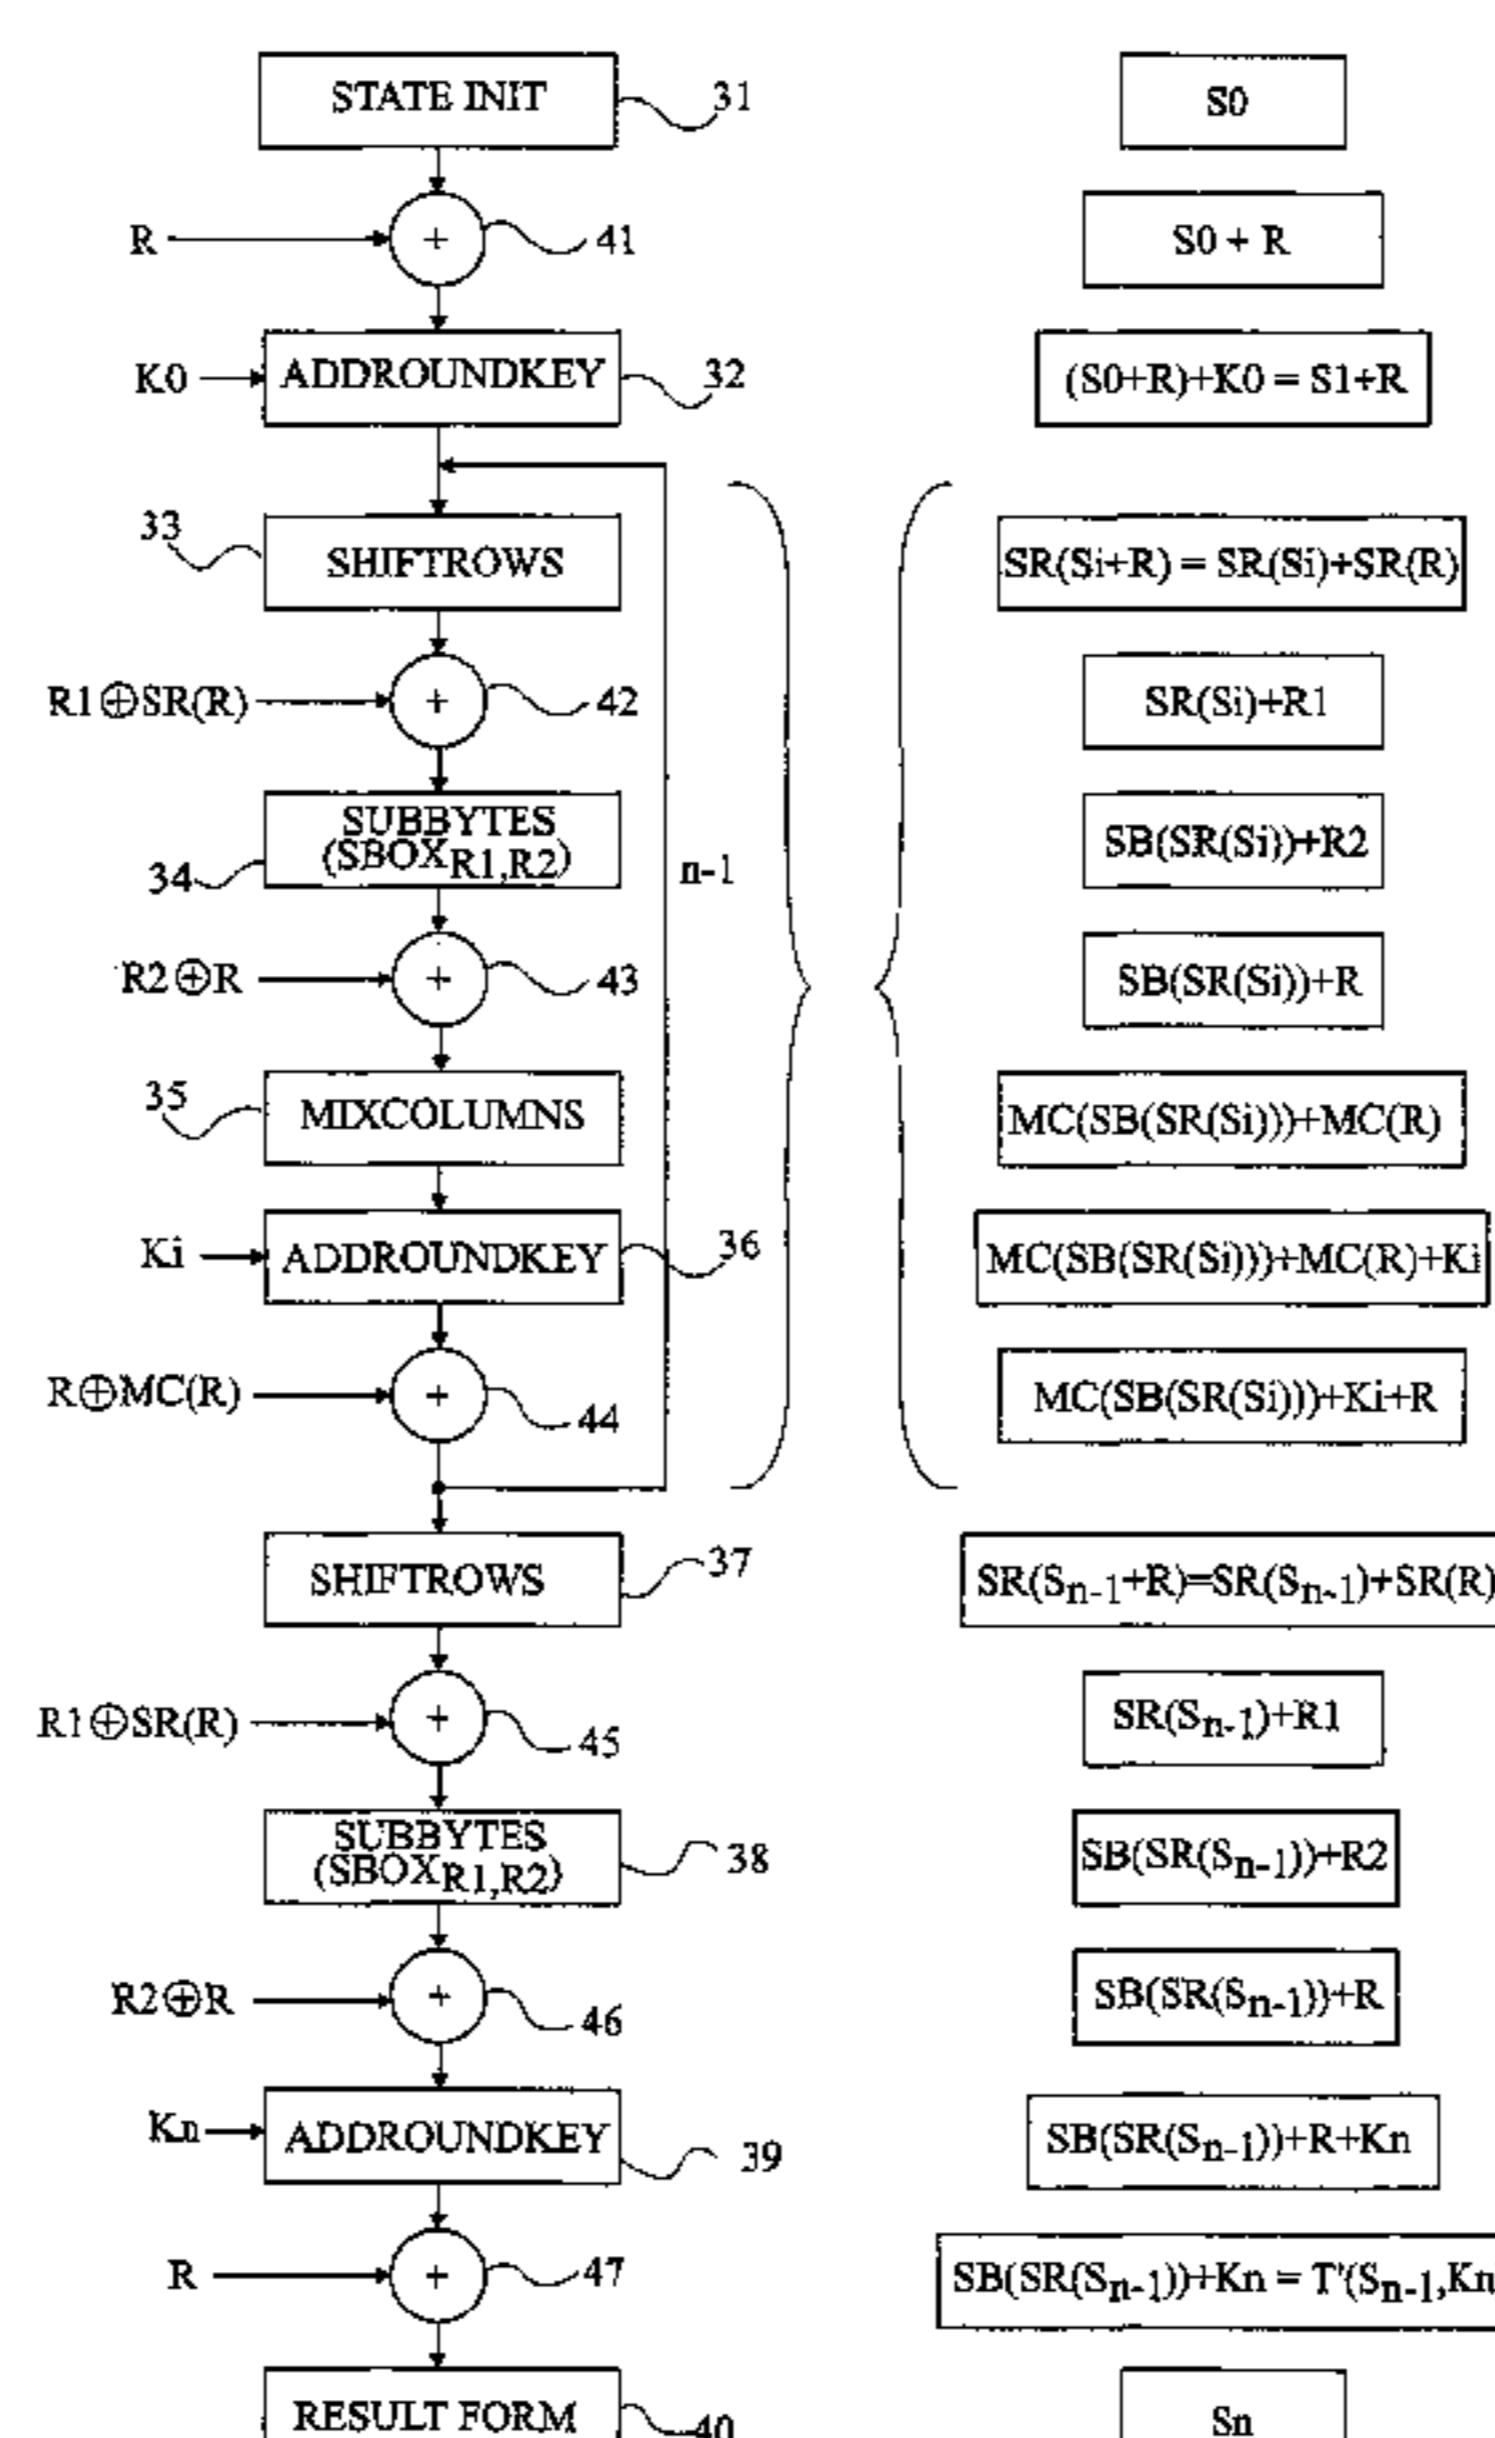 STATE INIT
31
S0
R
+
41
S0 + R
K0
ADDROUNDKEY
32
(S0+R)+K0 = S1+R
33
SHIFTROWS
SR(Si+R) = SR(Si)+SR(R)
R1⊕SR(R)
+
42
SR(Si)+R1
SUBBYTES
(SBOXR1,R2)
34
n-1
SB(SR(Si))+R2
R2⊕R
+
43
SB(SR(Si))+R
35
MIXCOLUMNS
MC(SB(SR(Si)))+MC(R)
Ki
ADDROUNDKEY
36
MC(SB(SR(Si)))+MC(R)+Ki
R⊕MC(R)
+
44
MC(SB(SR(Si)))+Ki+R
SHIFTROWS
37
SR(Sn-1+R)=SR(Sn-1)+SR(R)
R1⊕SR(R)
+
45
SR(Sn-1)+R1
SUBBYTES
(SBOXR1,R2)
38
SB(SR(Sn-1))+R2
R2⊕R
+
46
SB(SR(Sn-1))+R
Kn
ADDROUNDKEY
39
SB(SR(Sn-1))+R+Kn
R
+
47
SB(SR(Sn-1))+Kn = T'(Sn-1,Kn
RESULT FORM
40
Sn